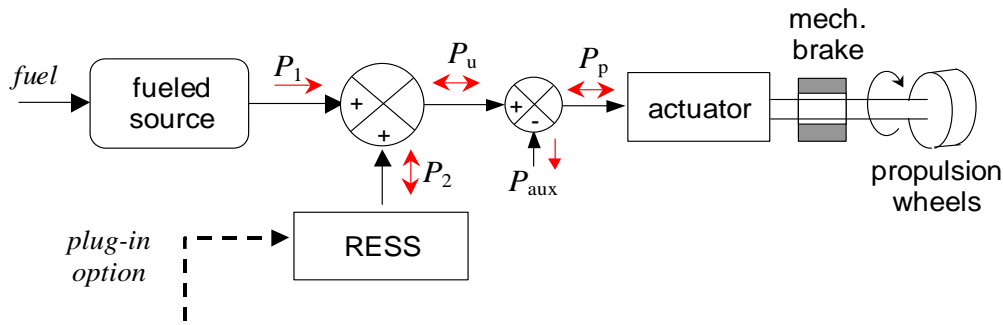 mech.
brake
fuel
fueled
source
P1
+
+
Pu
+
-
Pp
actuator
P2
Paux
propulsion
wheels
RESS
plug-in
option